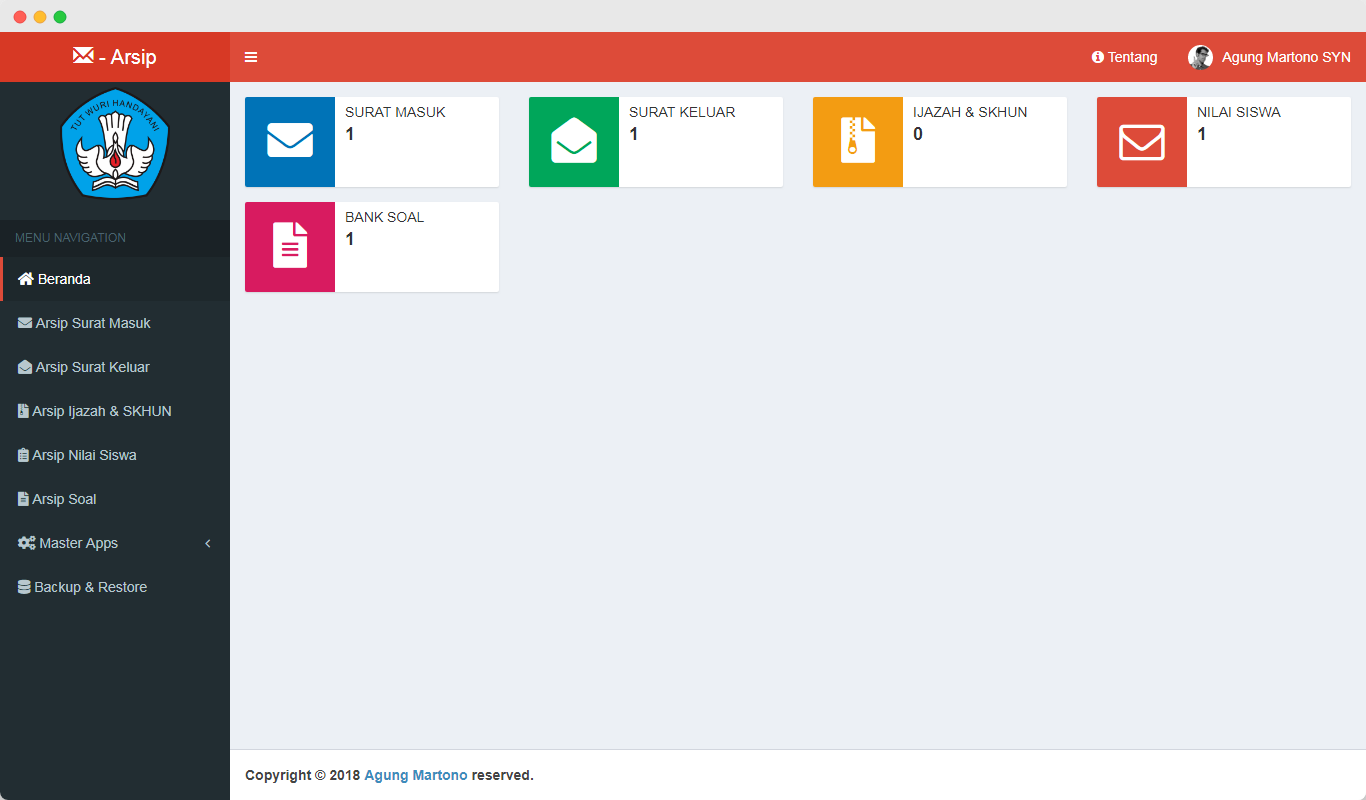 - Arsip
Tentang
Agung Martono SYN
TUT WURI HANDAYANI
MENU NAVIGATION
Beranda
Arsip Surat Masuk
Arsip Surat Keluar
Arsip Ijazah & SKHUN
Arsip Nilai Siswa
Arsip Soal
Master Apps
Backup & Restore
SURAT MASUK
1
SURAT KELUAR
1
IJAZAH & SKHUN
0
NILAI SISWA
1
BANK SOAL
1
Copyright © 2018 Agung Martono reserved.